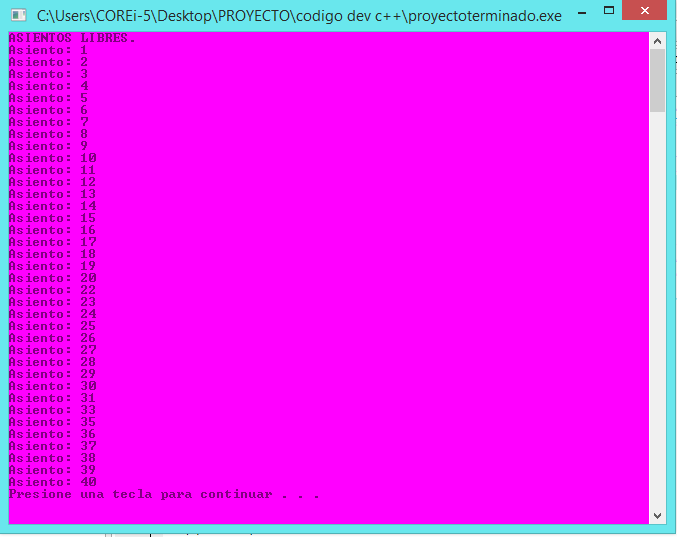 C:\Users\COREi-5\Desktop\PROYECTO\codigo dev c++\proyectoterminado.exe
ASIENTOS LIBRES.
Asiento: 1
Asiento: 2
Asiento: 3
Asiento: 4
Asiento: 5
Asiento: 6
Asiento: 7
Asiento: 8
Asiento: 9
Asiento: 10
Asiento: 11
Asiento: 12
Asiento: 13
Asiento: 14
Asiento: 15
Asiento: 16
Asiento: 17
Asiento: 18
Asiento: 19
Asiento: 20
Asiento: 22
Asiento: 23
Asiento: 24
Asiento: 25
Asiento: 26
Asiento: 27
Asiento: 28
Asiento: 29
Asiento: 30
Asiento: 31
Asiento: 33
Asiento: 35
Asiento: 36
Asiento: 37
Asiento: 38
Asiento: 39
Asiento: 40
Presione una tecla para continuar . . .